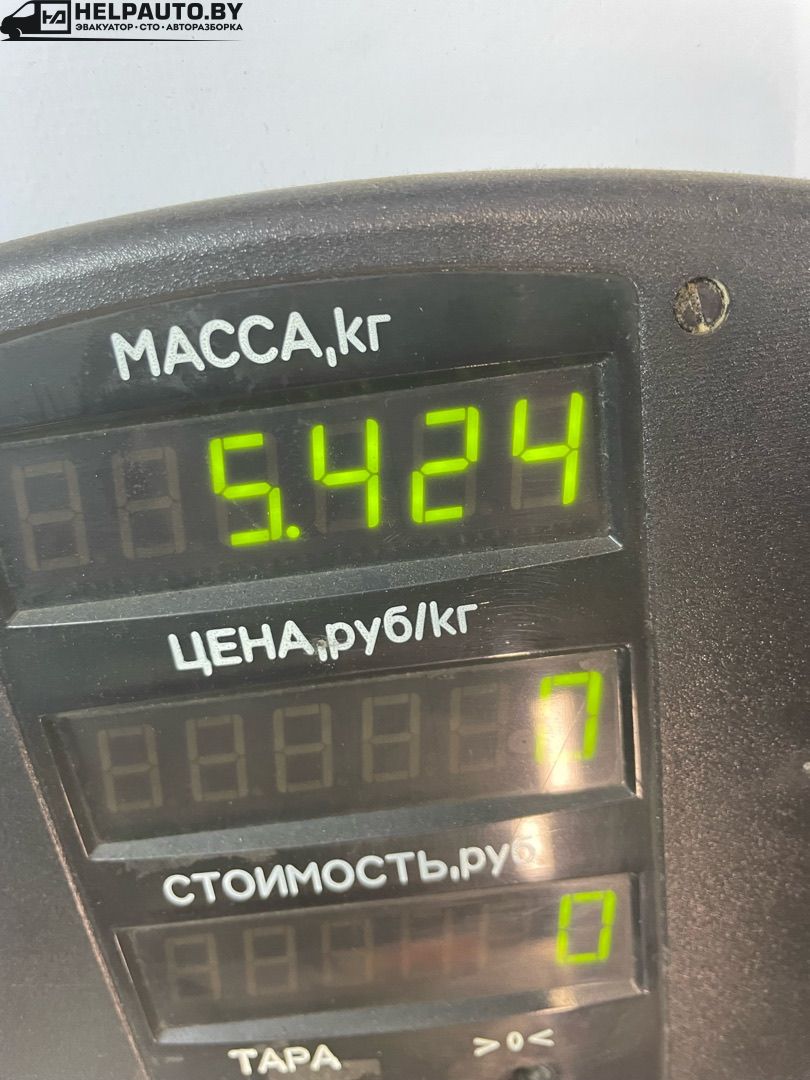 HELPAUTO.BY
ЭВАКУАТОР • СТО • АВТОРАЗБОРКА
МАССА,кг
5.424
ЦЕНА,руб/кг
7
СТОИМОСТЬ,руб
0
ТАРА >0<